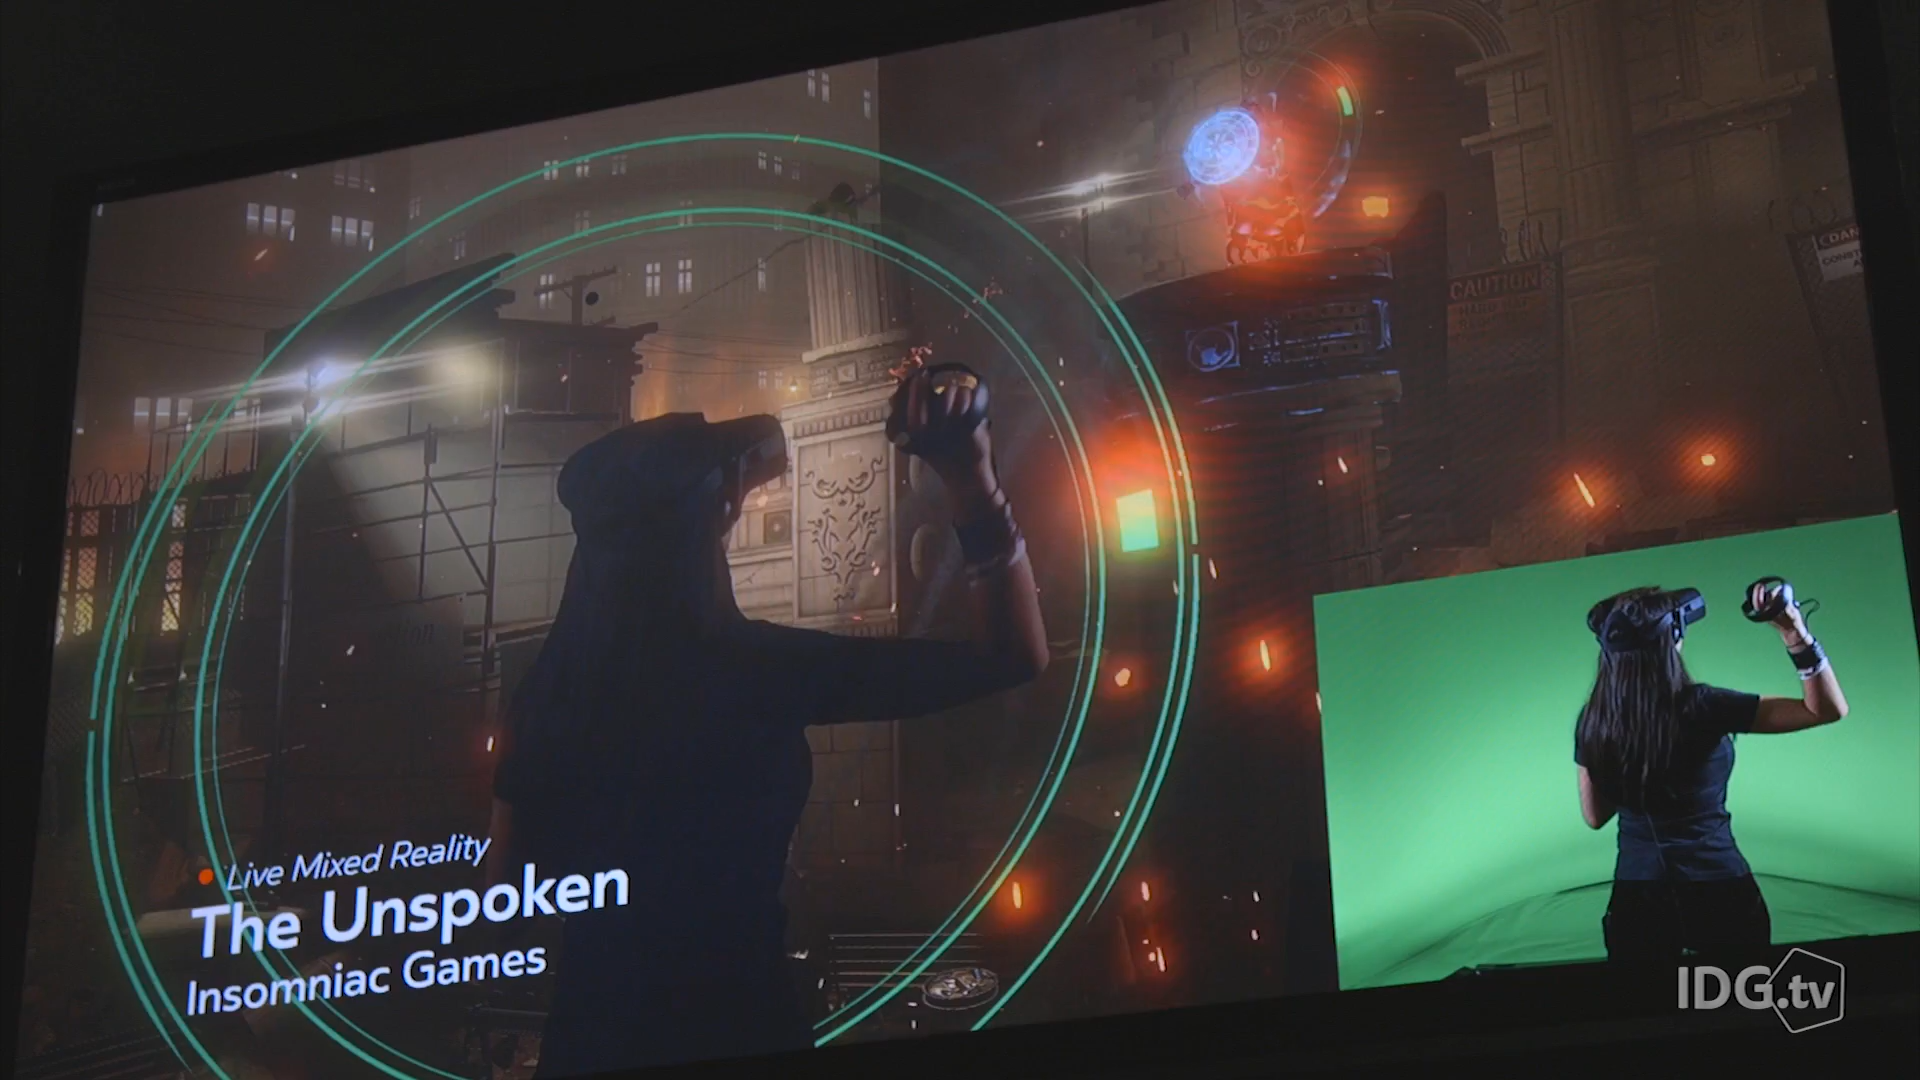 CAUTION
Live Mixed Reality
The Unspoken
Insomniac Games
IDG.tv